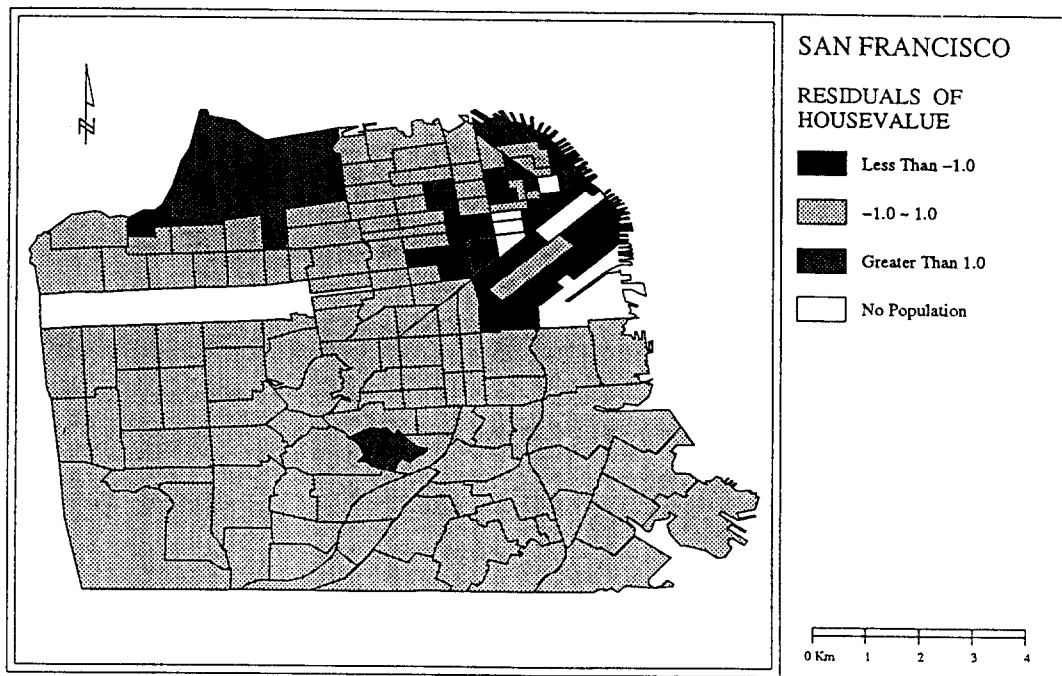 SAN FRANCISCO
RESIDUALS OF
HOUSEVALUE
Less Than –1.0
–1.0 ~ 1.0
Greater Than 1.0
No Population
N
0 Km 1 2 3 4